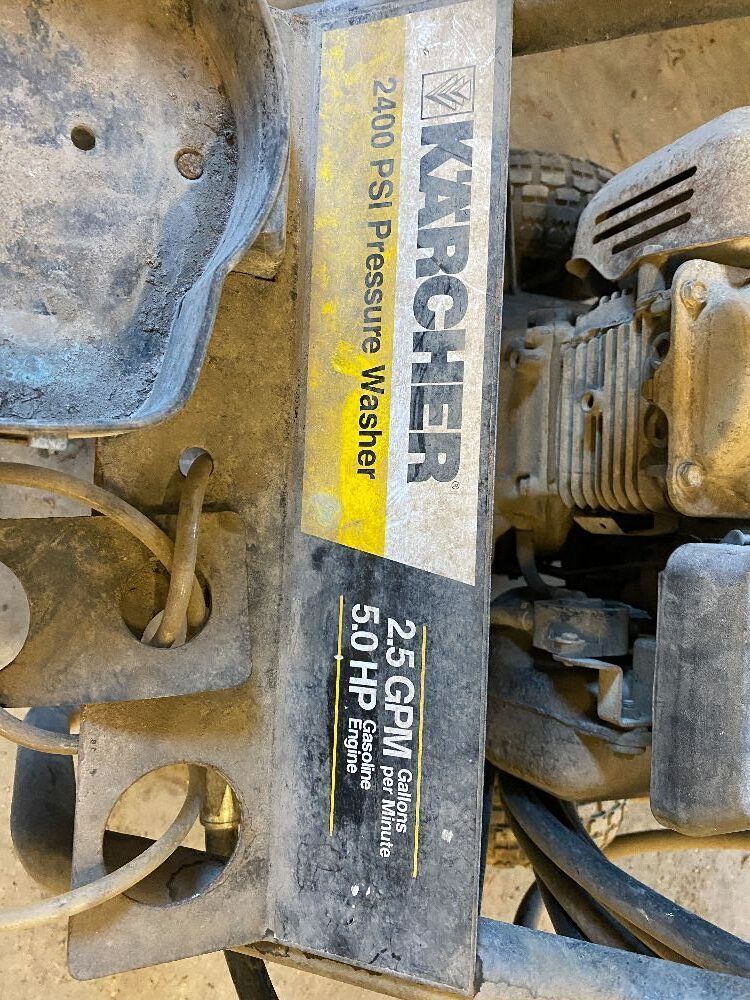 KÄRCHER®
2400 PSI Pressure Washer
2.5 GPM Gallons per Minute
5.0 HP Gasoline Engine